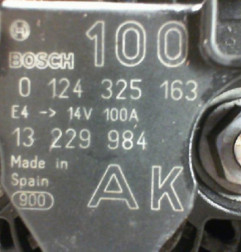 BOSCH 100
0 124 325 163
E4 -> 14V 100A
13 229 984
Made in
Spain
900
AK